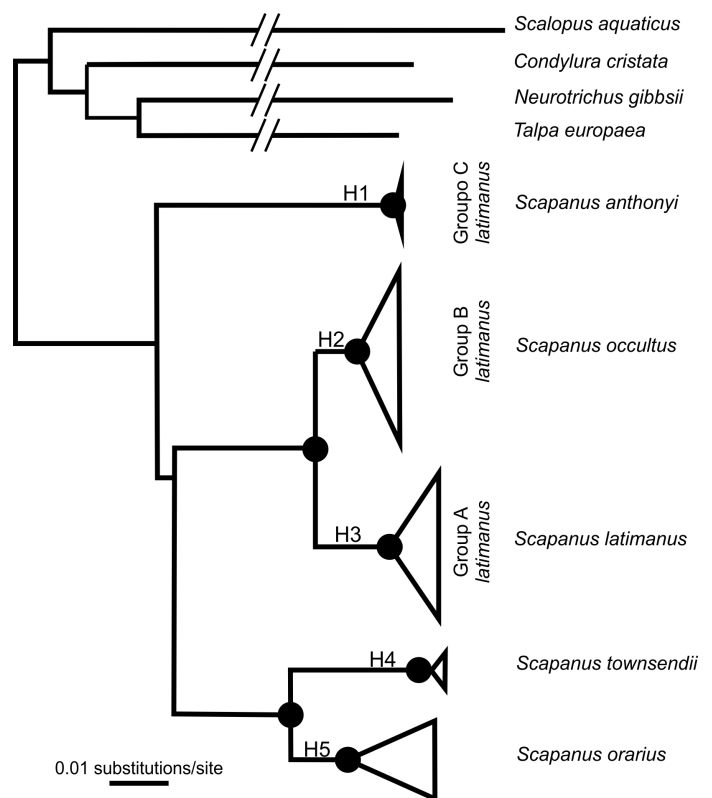 Scalopus aquaticus
Condylura cristata
Neurotrichus gibbsii
Talpa europaea
H1
Groupo C
latimanus
Scapanus anthonyi
H2
Group B
latimanus
Scapanus occultus
H3
Group A
latimanus
Scapanus latimanus
H4
Scapanus townsendii
H5
Scapanus orarius
0.01 substitutions/site